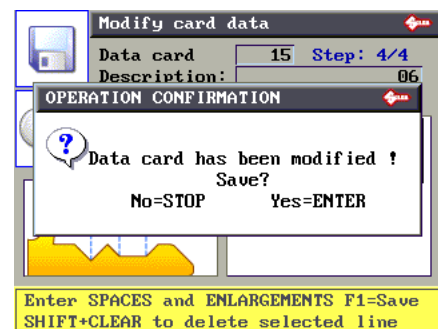 Modify card data
Data card 15 Step: 4/4
Description: 06
OPERATION CONFIRMATION
Data card has been modified !
Save?
No=STOP Yes=ENTER
Enter SPACES and ENLARGEMENTS F1=Save
SHIFT+CLEAR to delete selected line